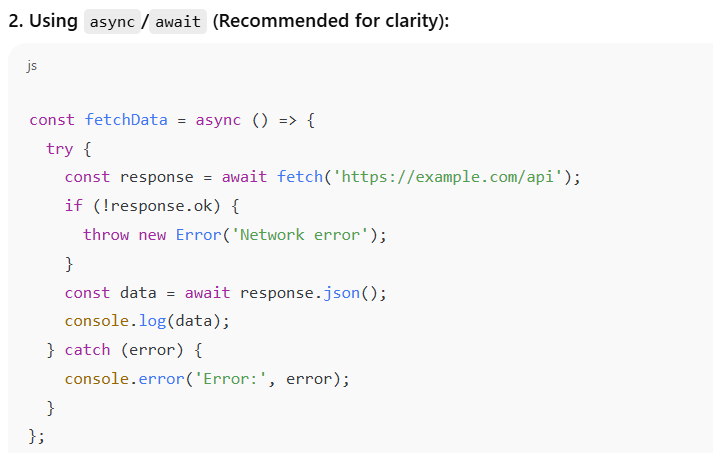 2. Using async/await (Recommended for clarity):
js
const fetchData = async () => {
  try {
    const response = await fetch('https://example.com/api');
    if (!response.ok) {
      throw new Error('Network error');
    }
    const data = await response.json();
    console.log(data);
  } catch (error) {
    console.error('Error:', error);
  }
};